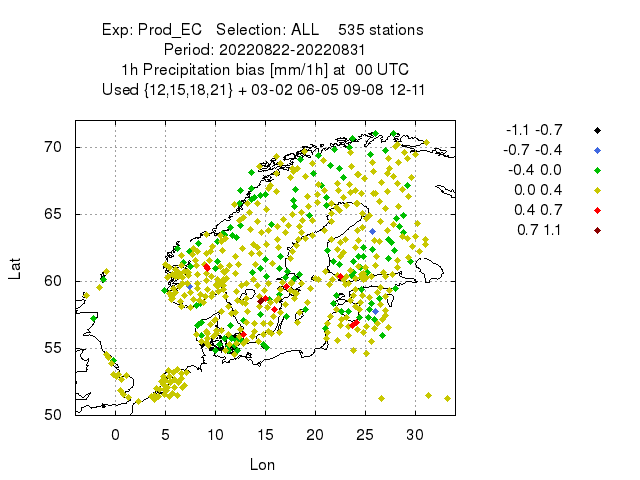 Exp: Prod_EC   Selection: ALL    535 stations
Period: 20220822-20220831
1h Precipitation bias [mm/1h] at  00 UTC
Used {12,15,18,21} + 03-02 06-05 09-08 12-11
-1.1 -0.7
-0.7 -0.4
-0.4 0.0
0.0 0.4
0.4 0.7
0.7 1.1
70
65
60
55
50
Lat
0 5 10 15 20 25 30
Lon